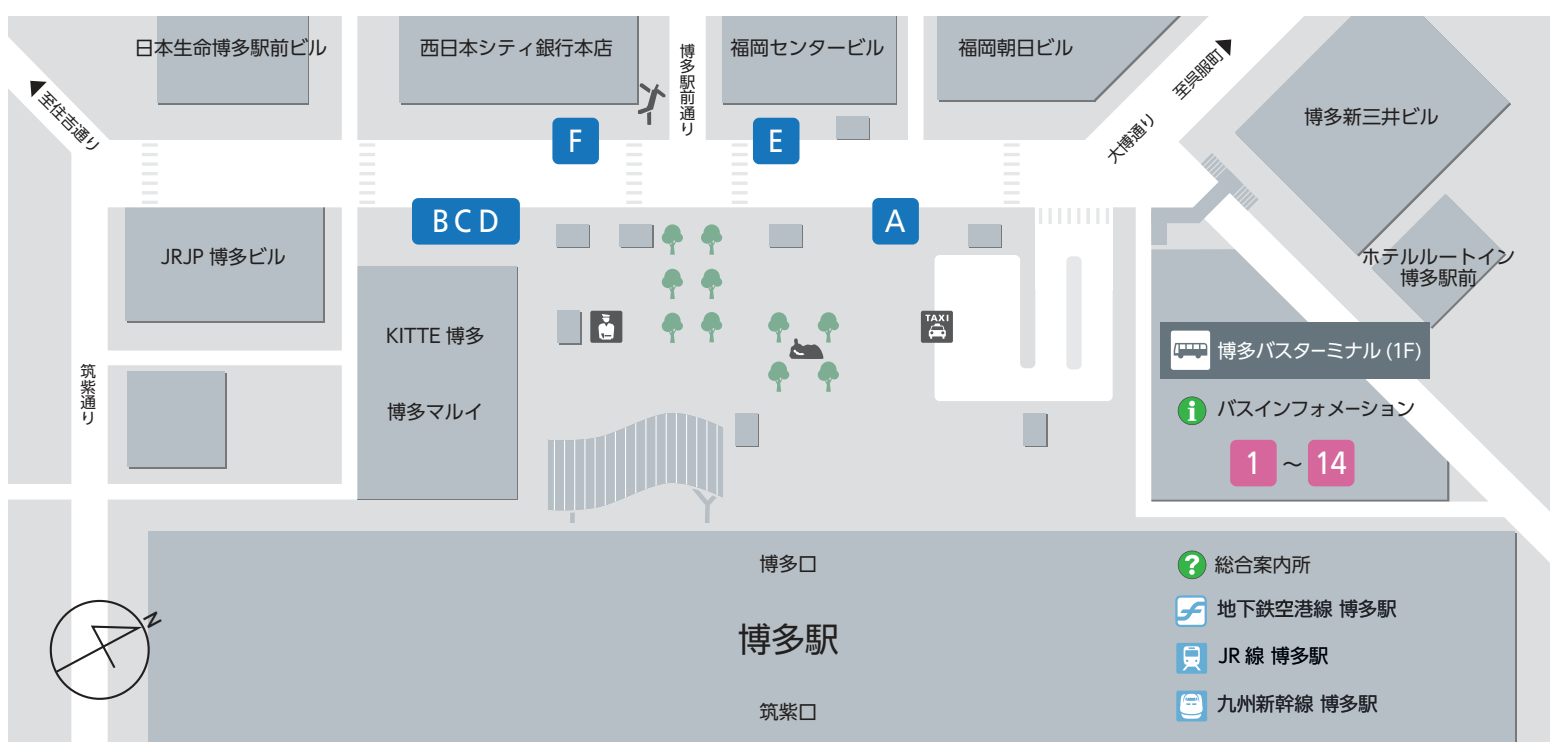 日本生命博多駅前ビル
西日本シティ銀行本店
博多駅前通り
福岡センタービル
福岡朝日ビル
至呉服町
至住吉通り
大博通り
博多新三井ビル
F
E
B C D
A
JRJP 博多ビル
ホテルルートイン
博多駅前
KITTE 博多
TAXI
博多バスターミナル (1F)
筑紫通り
博多マルイ
バスインフォメーション
1 ～ 14
博多口
総合案内所
地下鉄空港線 博多駅
博多駅
JR 線 博多駅
九州新幹線 博多駅
筑紫口
N